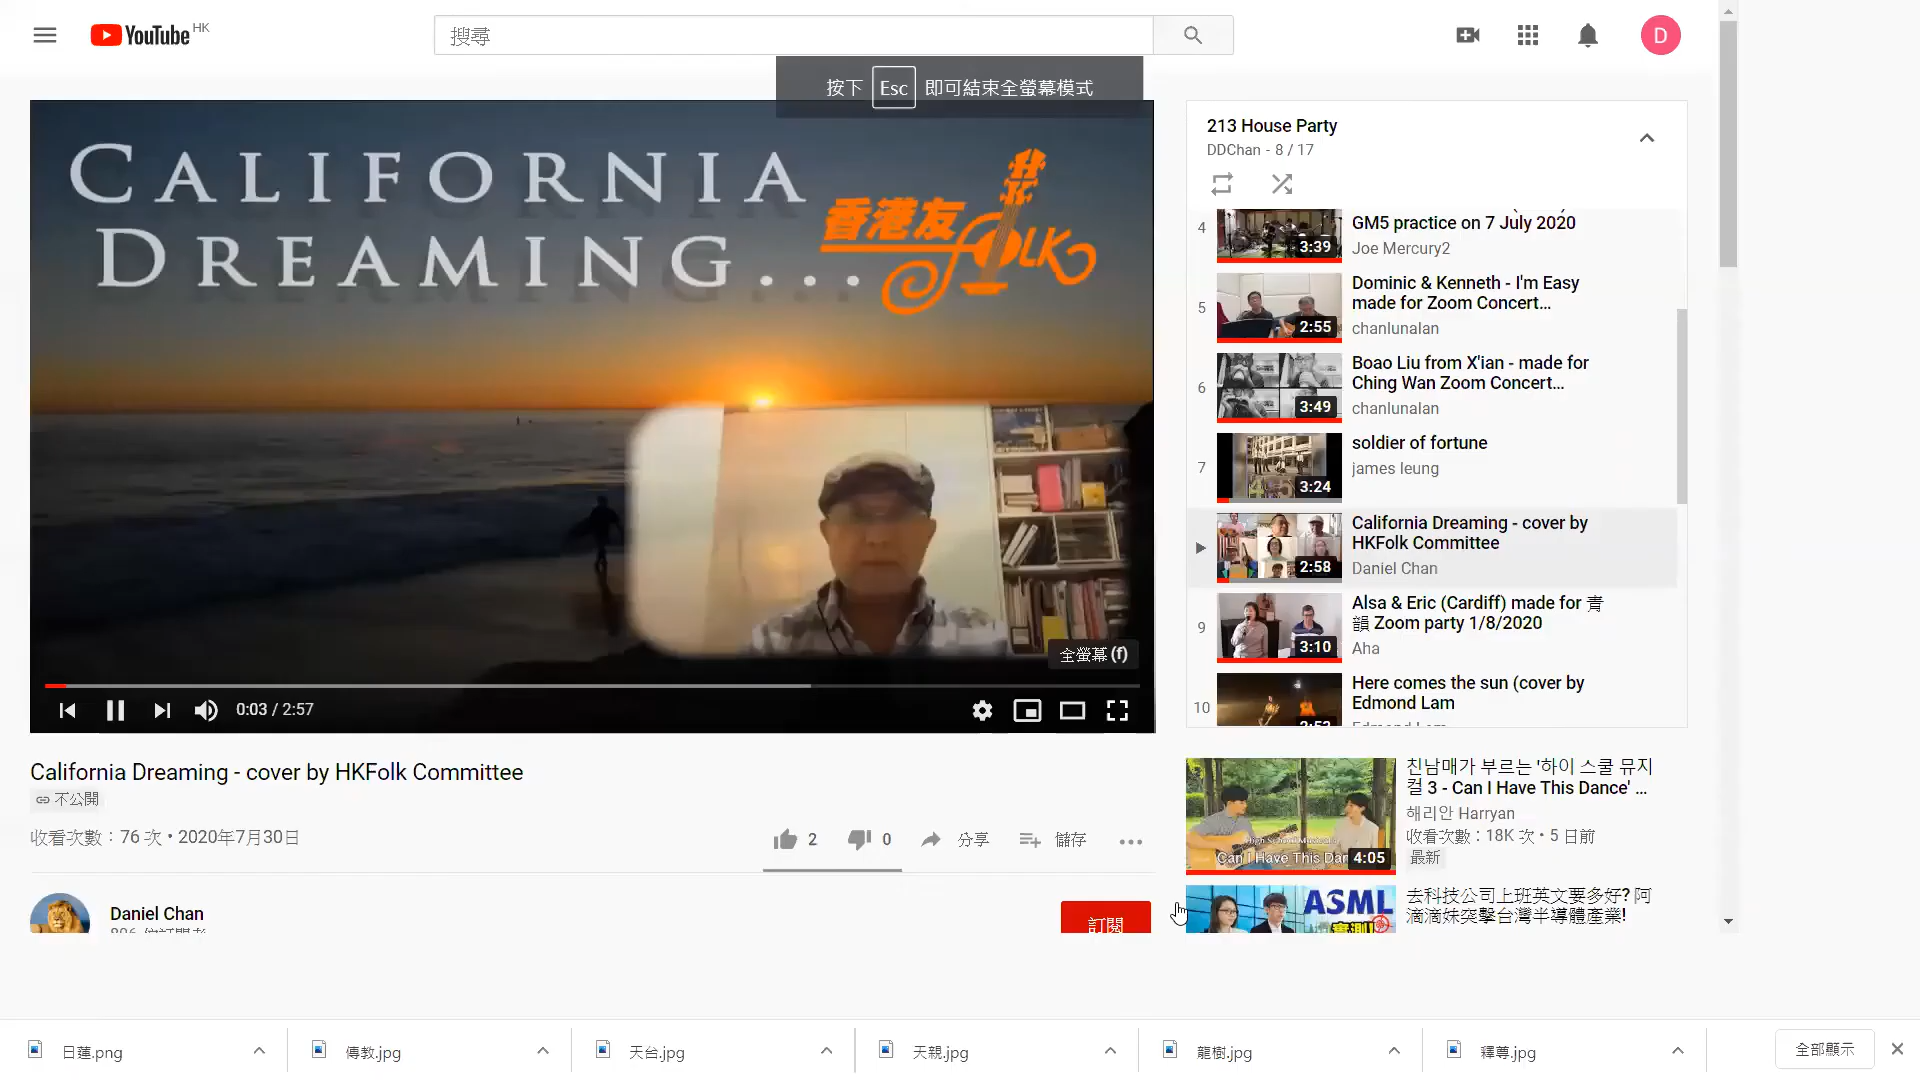 YouTube HK
搜尋
按下 Esc 即可結束全螢幕模式
CALIFORNIA
DREAMING...
香港友
FOLK
全螢幕 (f)
0:03 / 2:57
California Dreaming - cover by HKFolk Committee
不公開
收看次數：76 次 • 2020年7月30日
2
0
分享
儲存
Daniel Chan
訂閱
D
213 House Party
DDChan - 8 / 17
4
3:39
GM5 practice on 7 July 2020
Joe Mercury2
5
2:55
Dominic & Kenneth - I'm Easy
made for Zoom Concert...
chanlunalan
6
3:49
Boao Liu from X'ian - made for
Ching Wan Zoom Concert...
chanlunalan
7
3:24
soldier of fortune
james leung
2:58
California Dreaming - cover by
HKFolk Committee
Daniel Chan
9
3:10
Alsa & Eric (Cardiff) made for 青
韻 Zoom party 1/8/2020
Aha
10
Here comes the sun (cover by
Edmond Lam
Can I Have This Dan
4:05
친남매가 부르는 '하이 스쿨 뮤지
컬 3 - Can I Have This Dance' ...
해리안 Harryan
收看次數：18K 次 • 5 日前
最新
ASML
去科技公司上班英文要多好? 阿
滴滴妹突擊台灣半導體產業!
日蓮.png
傳教.jpg
天台.jpg
天親.jpg
龍樹.jpg
釋尊.jpg
全部顯示